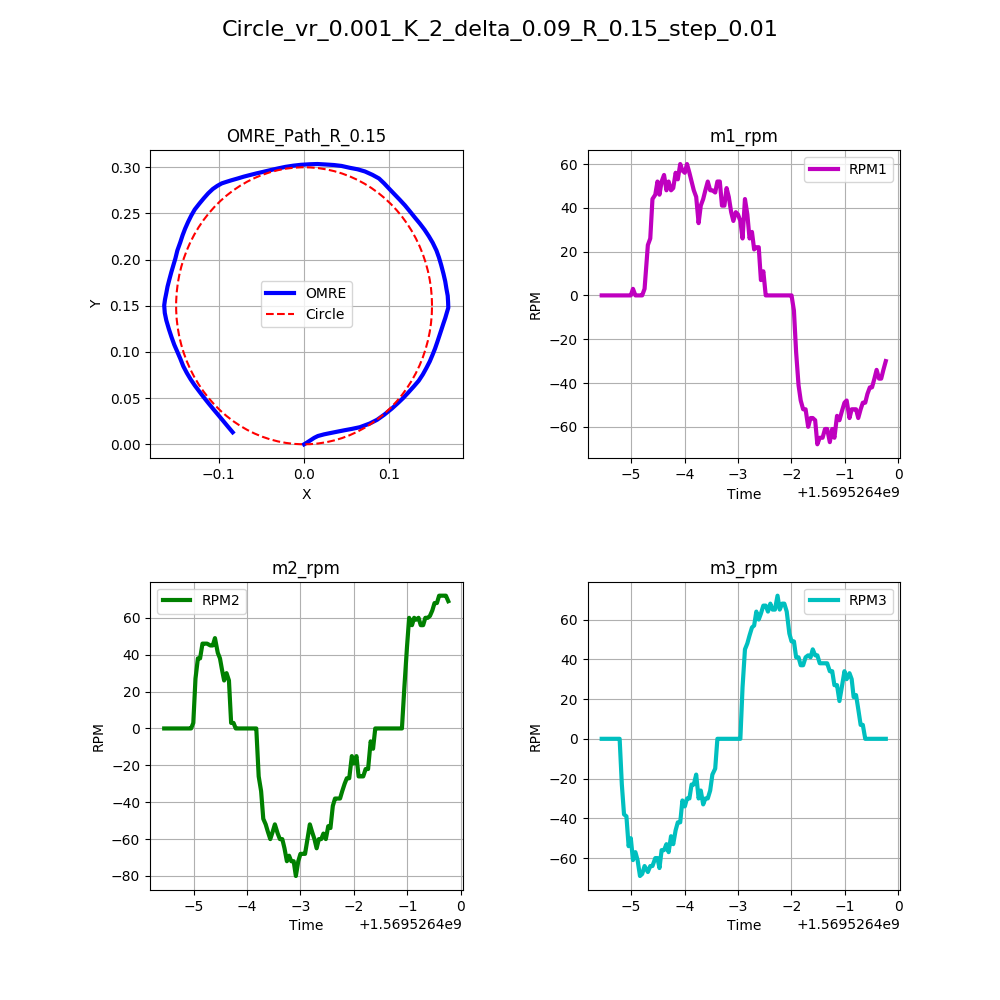 Circle_vr_0.001_K_2_delta_0.09_R_0.15_step_0.01
OMRE_Path_R_0.15
0.30
0.25
0.20
0.15
0.10
0.05
0.00
Y
OMRE
Circle
−0.1
0.0
0.1
X
m1_rpm
60
40
20
0
−20
−40
−60
RPM
RPM1
−5
−4
−3
−2
−1
0
Time
+1.5695264e9
m2_rpm
60
40
20
0
−20
−40
−60
−80
RPM
RPM2
−5
−4
−3
−2
−1
0
Time
+1.5695264e9
m3_rpm
60
40
20
0
−20
−40
−60
RPM
RPM3
−5
−4
−3
−2
−1
0
Time
+1.5695264e9